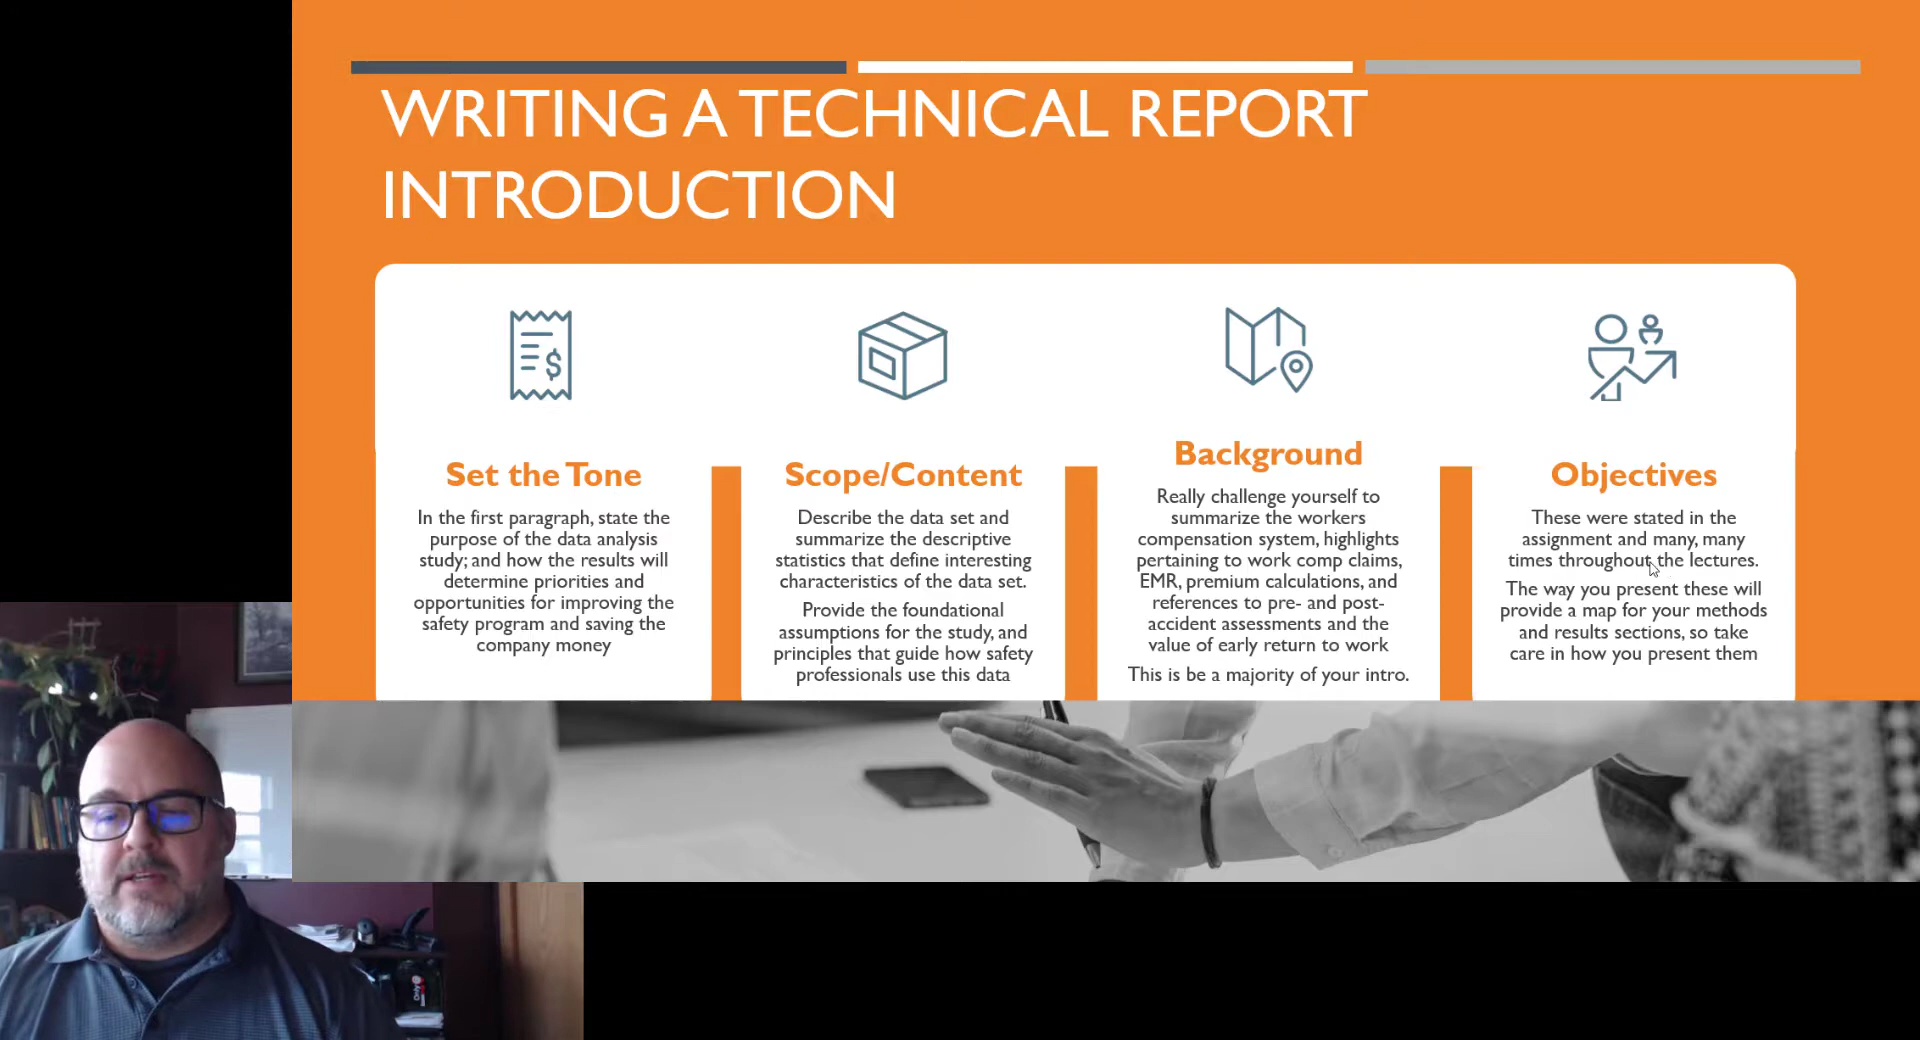 WRITING A TECHNICAL REPORT
INTRODUCTION
Set the Tone
In the first paragraph, state the
purpose of the data analysis
study; and how the results will
determine priorities and
opportunities for improving the
safety program and saving the
company money
Scope/Content
Describe the data set and
summarize the descriptive
statistics that define interesting
characteristics of the data set.
Provide the foundational
assumptions for the study, and
principles that guide how safety
professionals use this data
Background
Really challenge yourself to
summarize the workers
compensation system, highlights
pertaining to work comp claims,
EMR, premium calculations, and
references to pre- and post-
accident assessments and the
value of early return to work
This is be a majority of your intro.
Objectives
These were stated in the
assignment and many, many
times throughout the lectures.
The way you present these will
provide a map for your methods
and results sections, so take
care in how you present them